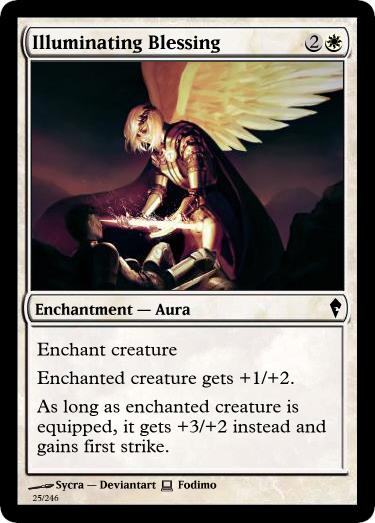 Illuminating Blessing 2
Enchantment — Aura
Enchant creature
Enchanted creature gets +1/+2.
As long as enchanted creature is
equipped, it gets +3/+2 instead and
gains first strike.
Sycra — Deviantart Fodimo
25/246